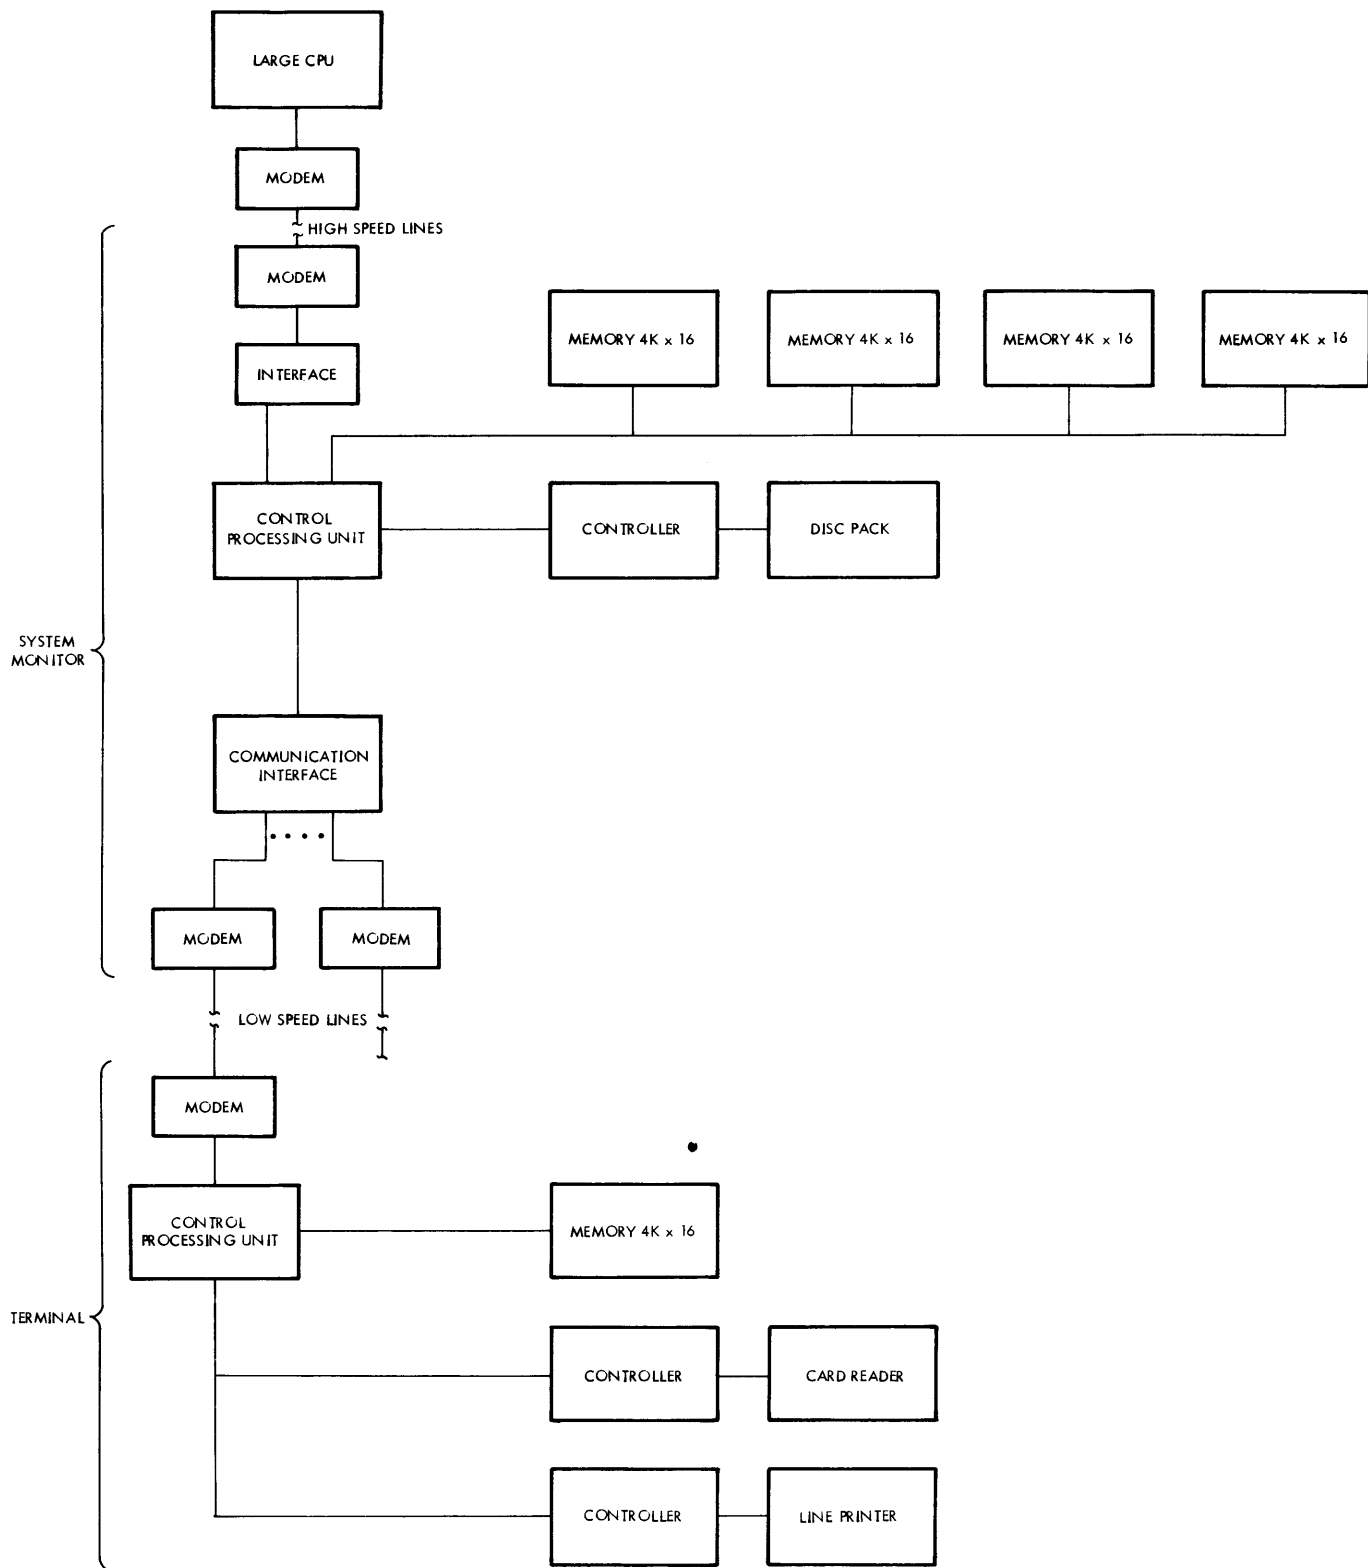 LARGE CPU
MODEM
HIGH SPEED LINES
MODEM
INTERFACE
MEMORY 4K x 16
MEMORY 4K x 16
MEMORY 4K x 16
MEMORY 4K x 16
CONTROL
PROCESSING UNIT
CONTROLLER
DISC PACK
SYSTEM
MONITOR
COMMUNICATION
INTERFACE
MODEM
MODEM
LOW SPEED LINES
MODEM
CONTROL
PROCESSING UNIT
MEMORY 4K x 16
TERMINAL
CONTROLLER
CARD READER
CONTROLLER
LINE PRINTER